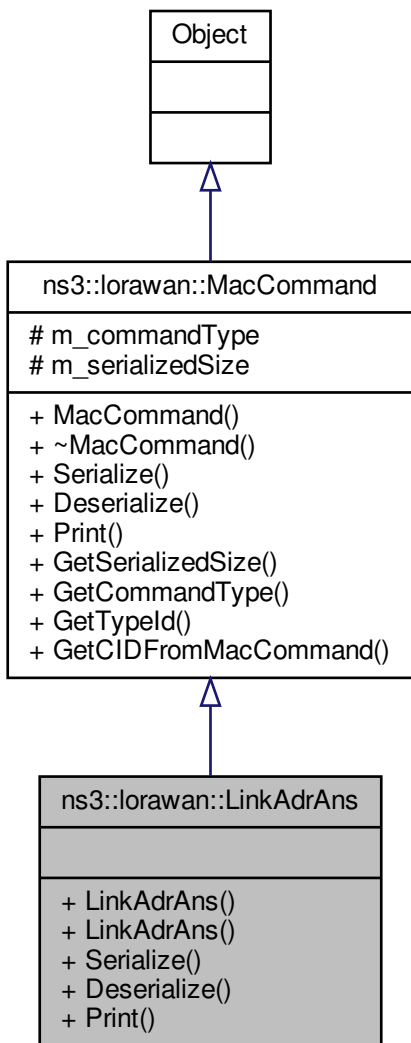 Object
ns3::lorawan::MacCommand
# m_commandType
# m_serializedSize
+ MacCommand()
+ ~MacCommand()
+ Serialize()
+ Deserialize()
+ Print()
+ GetSerializedSize()
+ GetCommandType()
+ GetTypeId()
+ GetCIDFromMacCommand()
ns3::lorawan::LinkAdrAns
+ LinkAdrAns()
+ LinkAdrAns()
+ Serialize()
+ Deserialize()
+ Print()